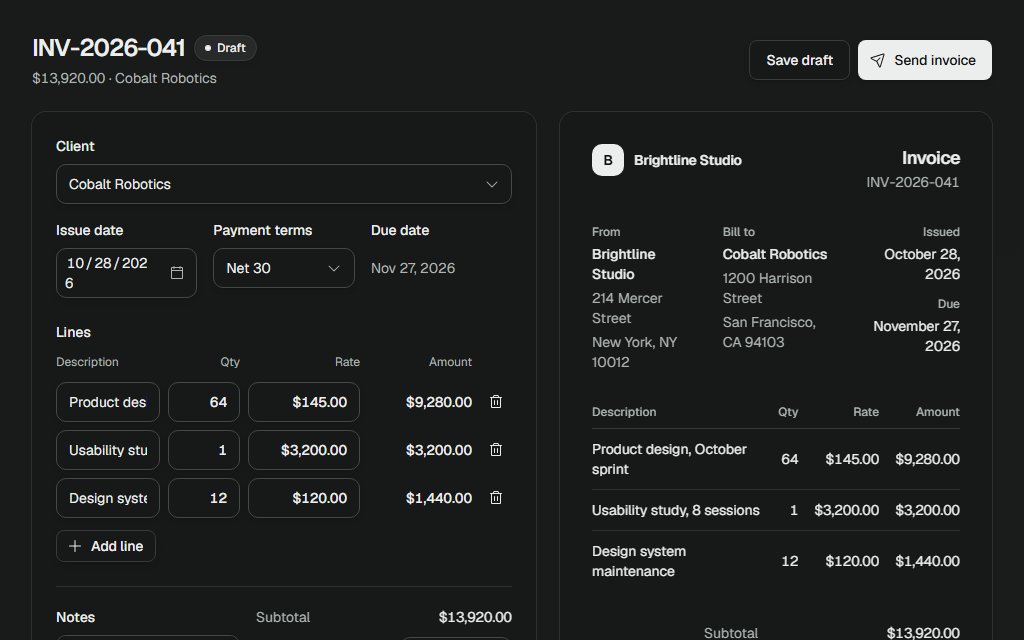 INV-2026-041
Draft
$13,920.00 · Cobalt Robotics
Save draft
Send invoice
Client
Cobalt Robotics
Issue date
Payment terms
Due date
10/28/202
6
Net 30
Nov 27, 2026
Lines
Description Qty Rate Amount
Product des 64 $145.00 $9,280.00
Usability stu 1 $3,200.00 $3,200.00
Design syste 12 $120.00 $1,440.00
Add line
Notes
Subtotal $13,920.00
B
Brightline Studio
Invoice
INV-2026-041
From
Brightline
Studio
214 Mercer
Street
New York, NY
10012
Bill to
Cobalt Robotics
1200 Harrison
Street
San Francisco,
CA 94103
Issued
October 28,
2026
Due
November 27,
2026
Description Qty Rate Amount
Product design, October
sprint
64 $145.00 $9,280.00
Usability study, 8 sessions 1 $3,200.00 $3,200.00
Design system
maintenance
12 $120.00 $1,440.00
Subtotal $13,920.00